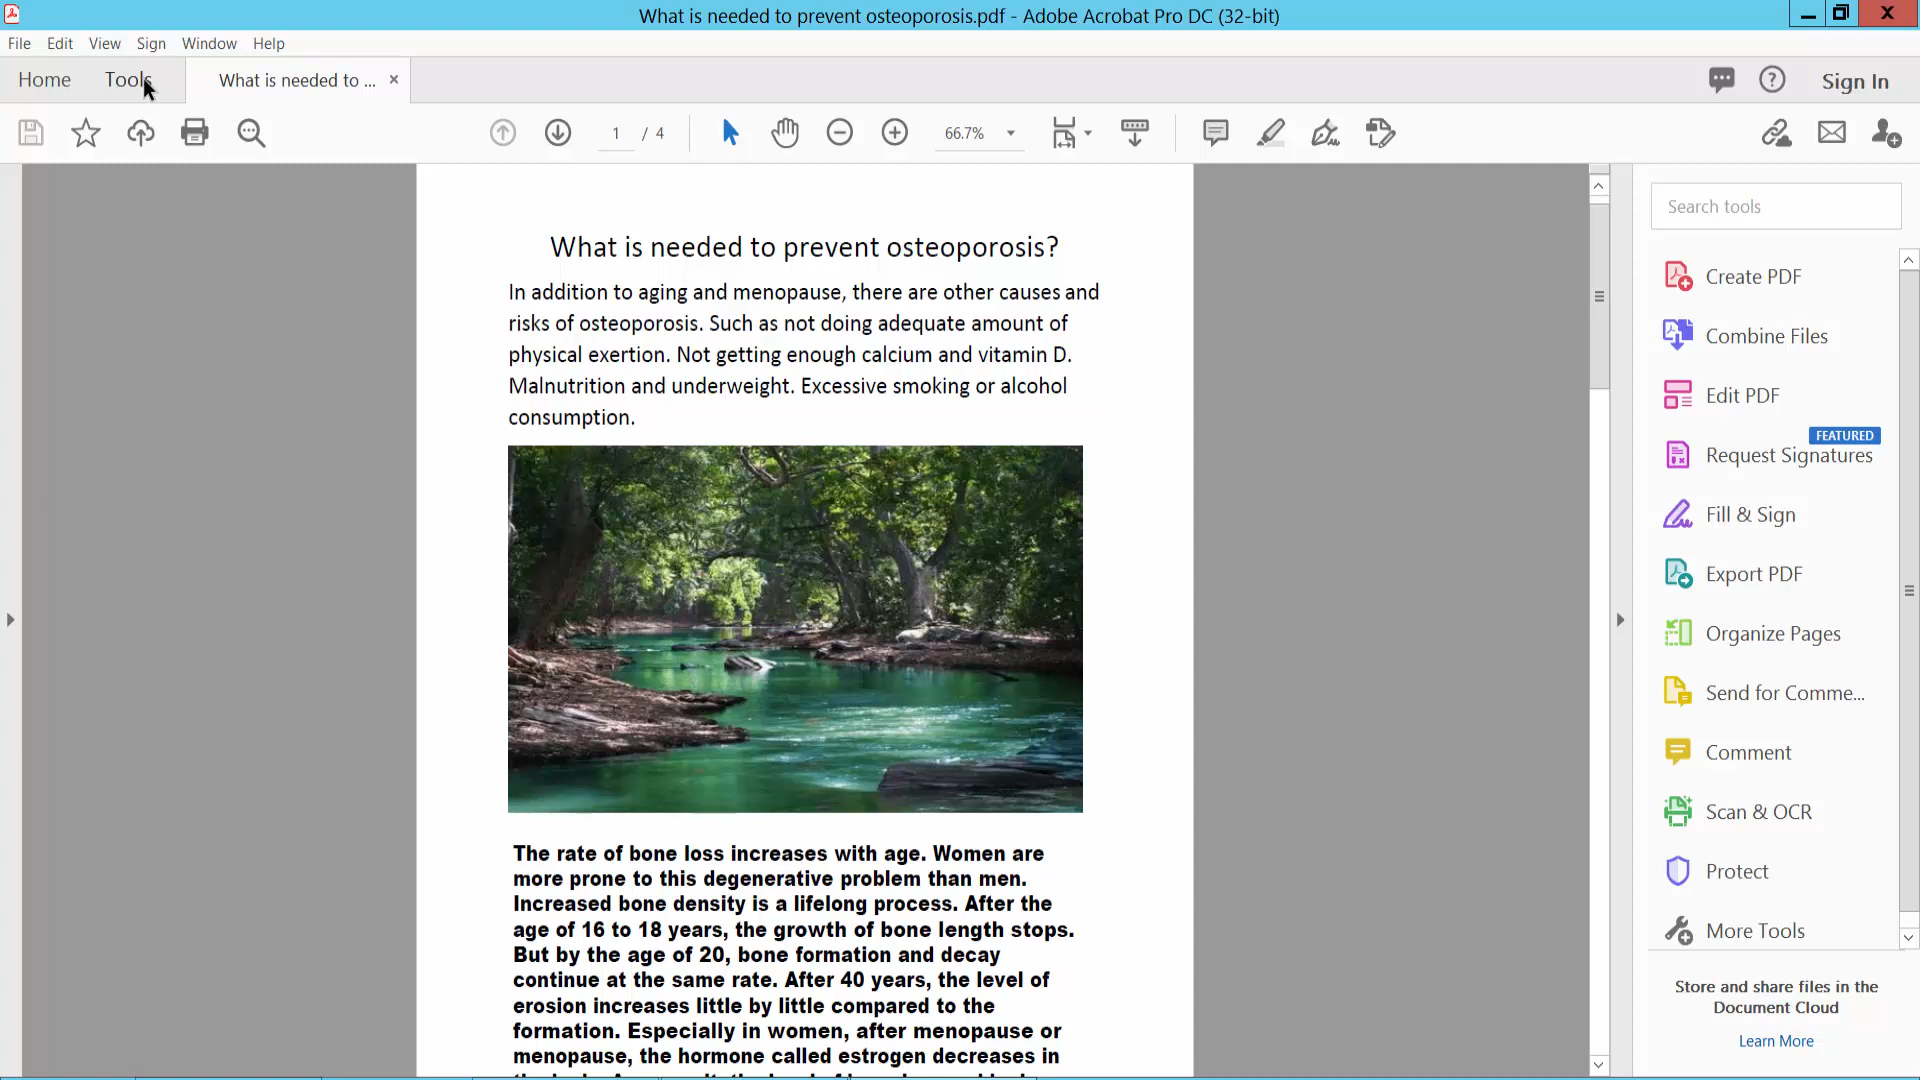 What is needed to prevent osteoporosis.pdf - Adobe Acrobat Pro DC (32-bit)
File Edit View Sign Window Help
Home Tools What is needed to ... × Sign In
1 / 4 66.7%
Search tools
Create PDF
Combine Files
Edit PDF
FEATURED
Request Signatures
Fill & Sign
Export PDF
Organize Pages
Send for Comme...
Comment
Scan & OCR
Protect
More Tools
Store and share files in the
Document Cloud
Learn More
What is needed to prevent osteoporosis?
In addition to aging and menopause, there are other causes and
risks of osteoporosis. Such as not doing adequate amount of
physical exertion. Not getting enough calcium and vitamin D.
Malnutrition and underweight. Excessive smoking or alcohol
consumption.
The rate of bone loss increases with age. Women are
more prone to this degenerative problem than men.
Increased bone density is a lifelong process. After the
age of 16 to 18 years, the growth of bone length stops.
But by the age of 20, bone formation and decay
continue at the same rate. After 40 years, the level of
erosion increases little by little compared to the
formation. Especially in women, after menopause or
menopause, the hormone called estrogen decreases in